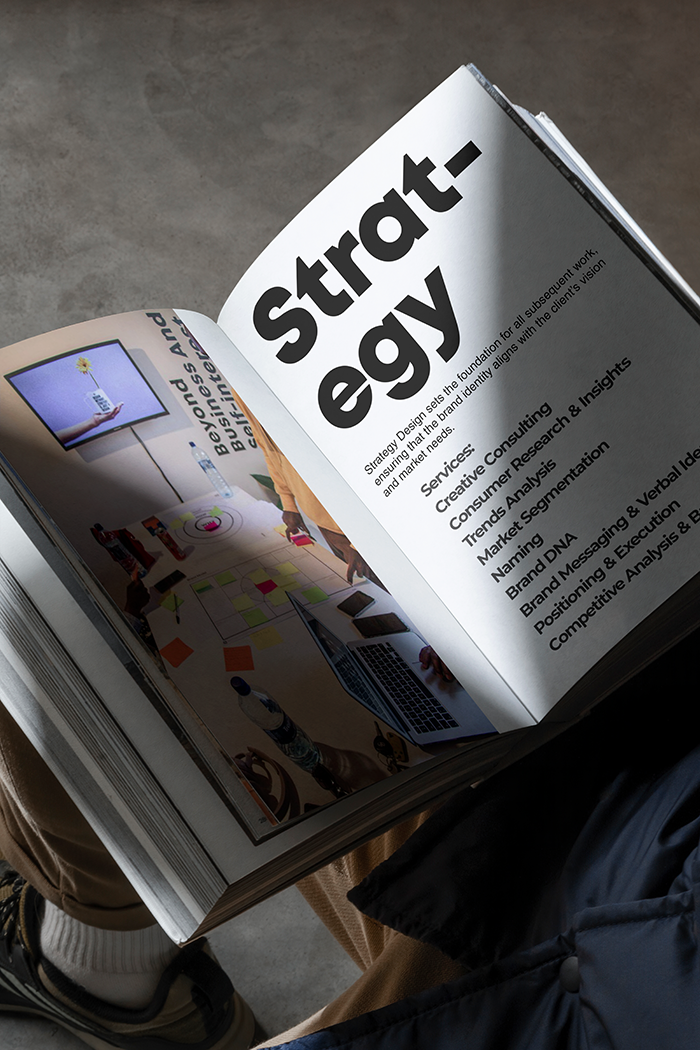 Beyond
Business And
self-interest
Strat-
egy
Strategy Design sets the foundation for all subsequent work,
ensuring that the brand identity aligns with the client's vision
and market needs.
Services:
Creative Consulting
Consumer Research & Insights
Trends Analysis
Market Segmentation
Naming
Brand DNA
Brand Messaging & Verbal Ide
Positioning & Execution
Competitive Analysis & B